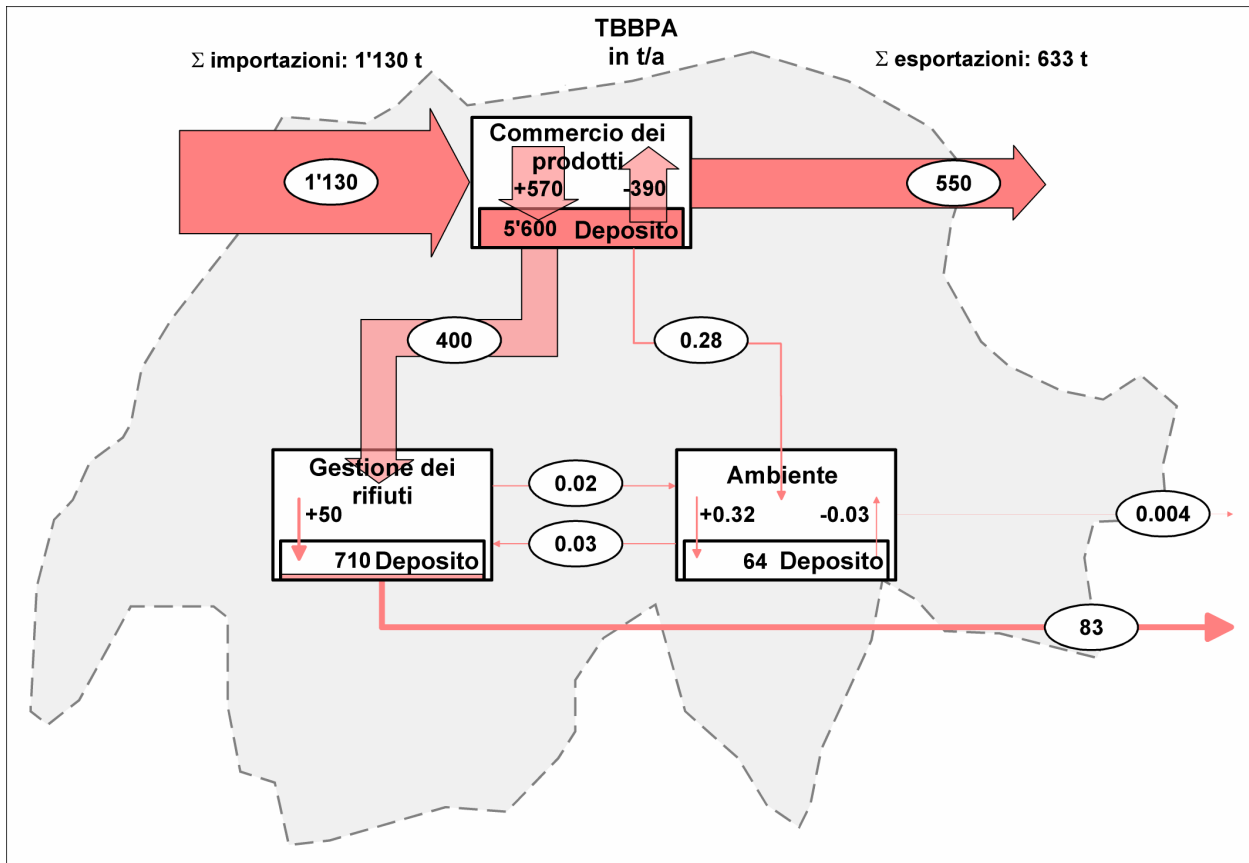 TBBPA
in t/a
Σ importazioni: 1'130 t
Σ esportazioni: 633 t
Commercio dei
prodotti
+570
-390
5'600 Deposito
1'130
550
400
0.28
Gestione dei
rifiuti
+50
710 Deposito
0.02
0.03
Ambiente
+0.32
-0.03
64 Deposito
0.004
83